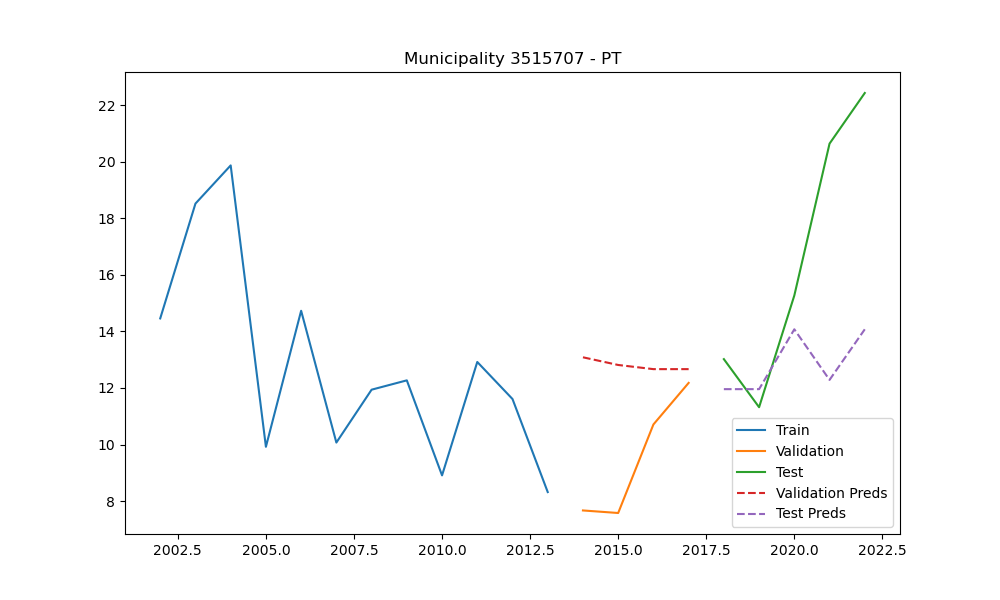 Municipality 3515707 - PT
22
20
18
16
14
12
10
8
2002.5 2005.0 2007.5 2010.0 2012.5 2015.0 2017.5 2020.0 2022.5
Train
Validation
Test
Validation Preds
Test Preds